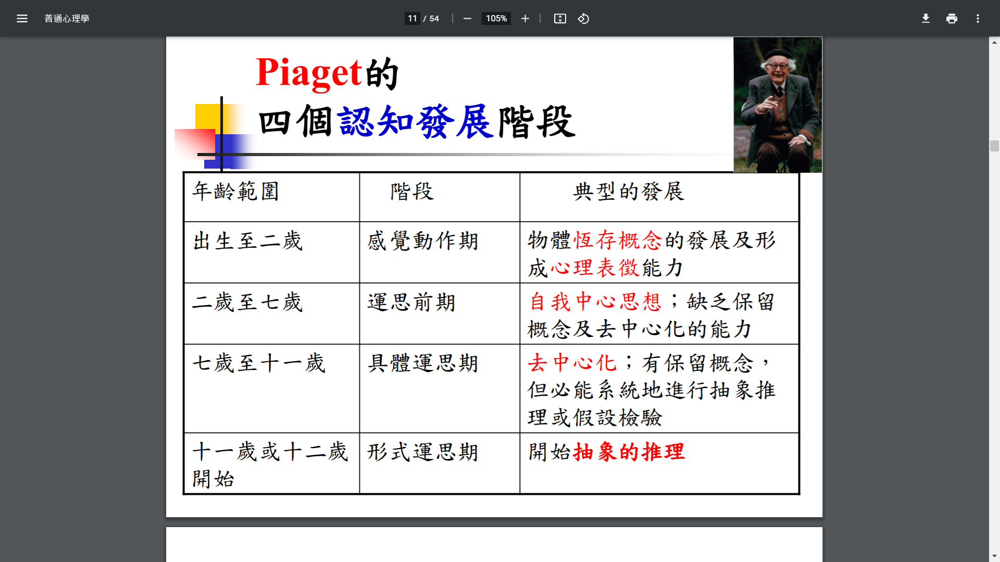 普通心理學
11 / 54
105%
Piaget的
四個認知發展階段
年齡範圍
階段
典型的發展
出生至二歲
感覺動作期
物體恆存概念的發展及形
成心理表徵能力
二歲至七歲
運思前期
自我中心思想；缺乏保留
概念及去中心化的能力
七歲至十一歲
具體運思期
去中心化；有保留概念，
但必能系統地進行抽象推
理或假設檢驗
十一歲或十二歲
開始
形式運思期
開始抽象的推理